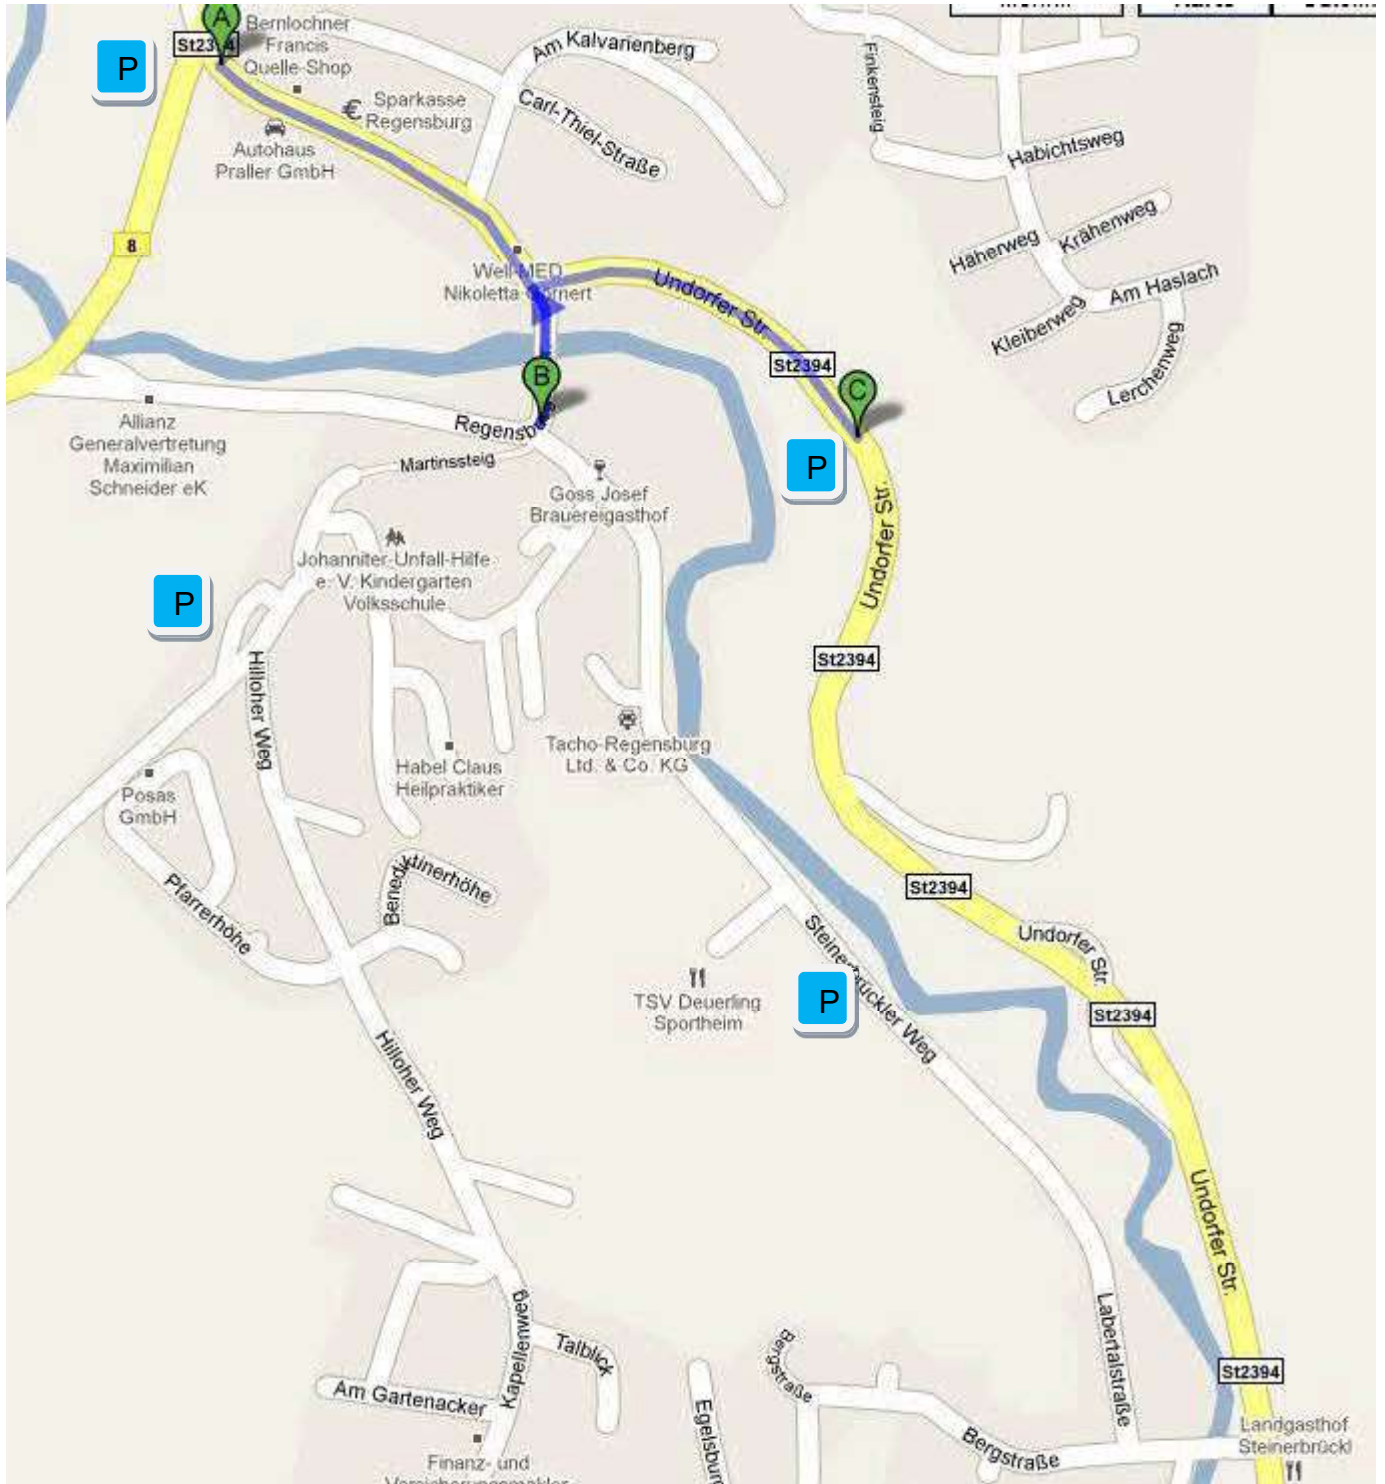 A
Bernlochner
Francis
Quelle-Shop
P
Sparkasse
Regensburg
Autohaus
Praller GmbH
Am Kalvarienberg
Carl-Thiel-Straße
Finkensteig
Habichtsweg
Häherweg
Krähenweg
Am Haslach
Kleiberweg
Lerchenweg
8
Well-MED
Nikoletta
Undorfer Str.
St2394
B
C
Allianz
Generalvertretung
Maximilian
Schneider eK
Martinssteig
P
Goss Josef
Brauereigasthof
Undorfer Str.
Johanniter-Unfall-Hilfe
e. V. Kindergarten
Volksschule
P
St2394
Hilloher Weg
Tacho-Regensburg
Ltd. & Co. KG
Habel Claus
Heilpraktiker
Posas
GmbH
Pfarrerhöhe
St2394
Undorfer Str.
TSV Deuerling
Sportheim
P
St2394
Hilloher Weg
Undorfer Str.
Labertalstraße
Kapellenweg
Talblick
Am Gartenacker
Bergstraße
St2394
Bergstraße
Landgasthof
Steinerbrückl
Finanz- und